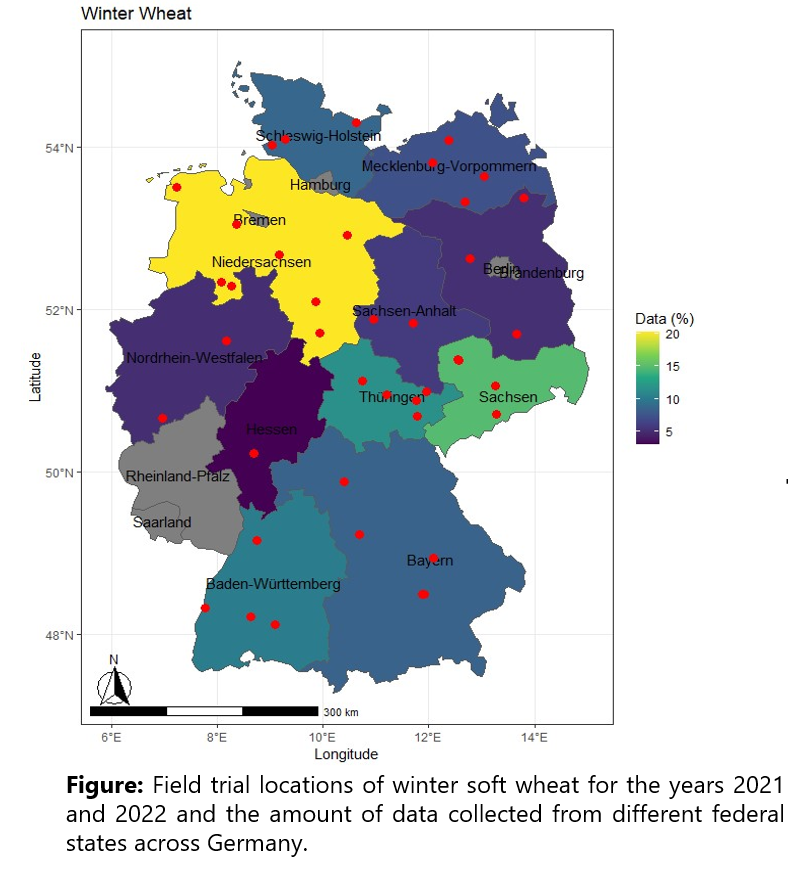 Winter Wheat
54°N
52°N
50°N
48°N
Latitude
Schleswig-Holstein
Mecklenburg-Vorpommern
Hamburg
Bremen
Niedersachsen
Berlin
Brandenburg
Sachsen-Anhalt
Nordrhein-Westfalen
Thüringen
Sachsen
Hessen
Rheinland-Pfalz
Saarland
Bayern
Baden-Württemberg
N
300 km
6°E 8°E 10°E 12°E 14°E
Longitude
Data (%)
20
15
10
5
Figure: Field trial locations of winter soft wheat for the years 2021
and 2022 and the amount of data collected from different federal
states across Germany.